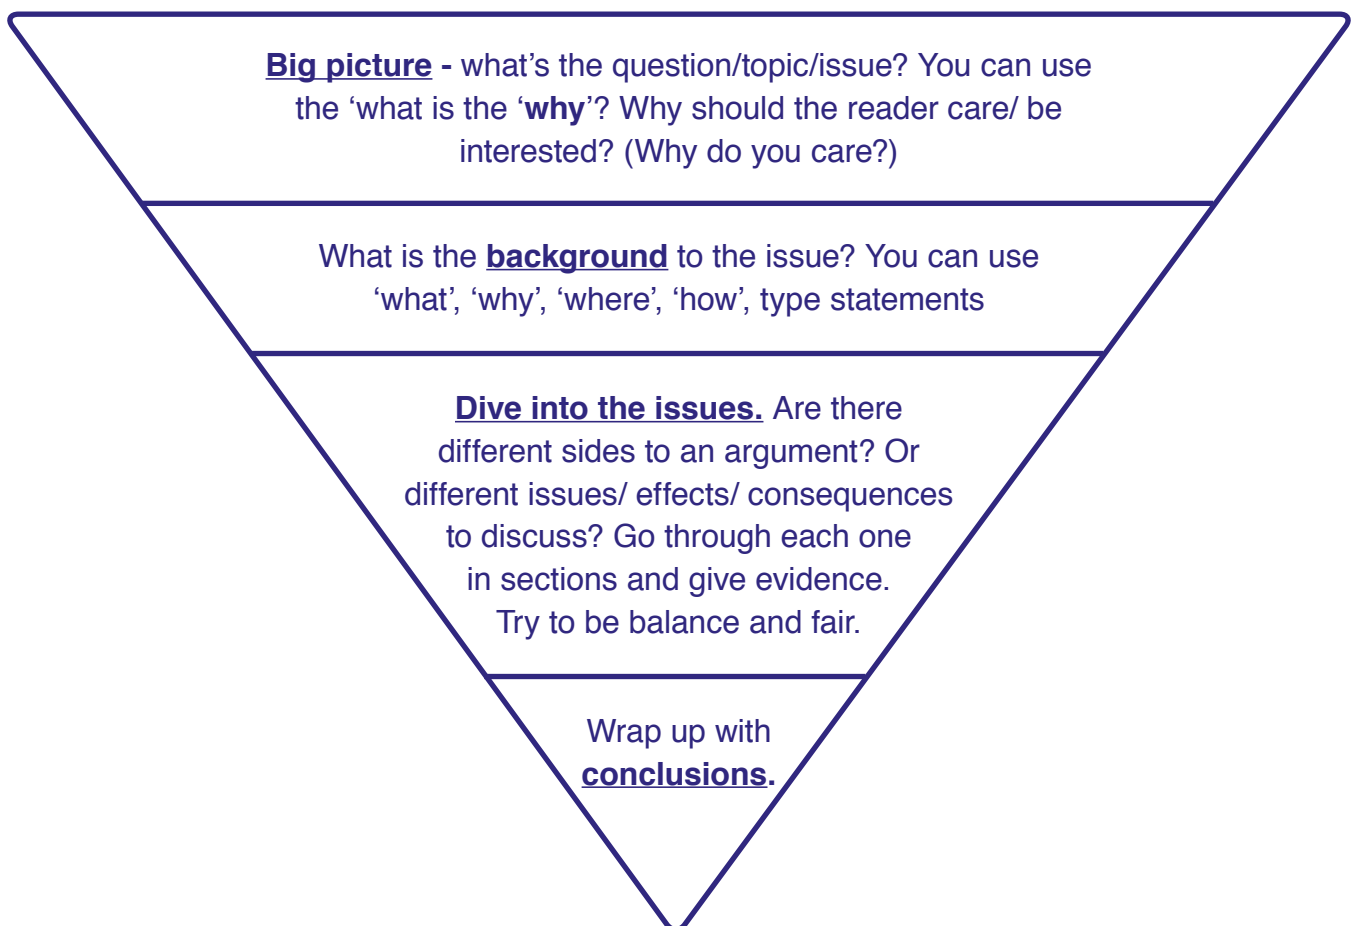 Big picture - what’s the question/topic/issue? You can use
the ‘what is the ‘why’? Why should the reader care/ be
interested? (Why do you care?)
What is the background to the issue? You can use
‘what’, ‘why’, ‘where’, ‘how’, type statements
Dive into the issues. Are there
different sides to an argument? Or
different issues/ effects/ consequences
to discuss? Go through each one
in sections and give evidence.
Try to be balance and fair.
Wrap up with
conclusions.